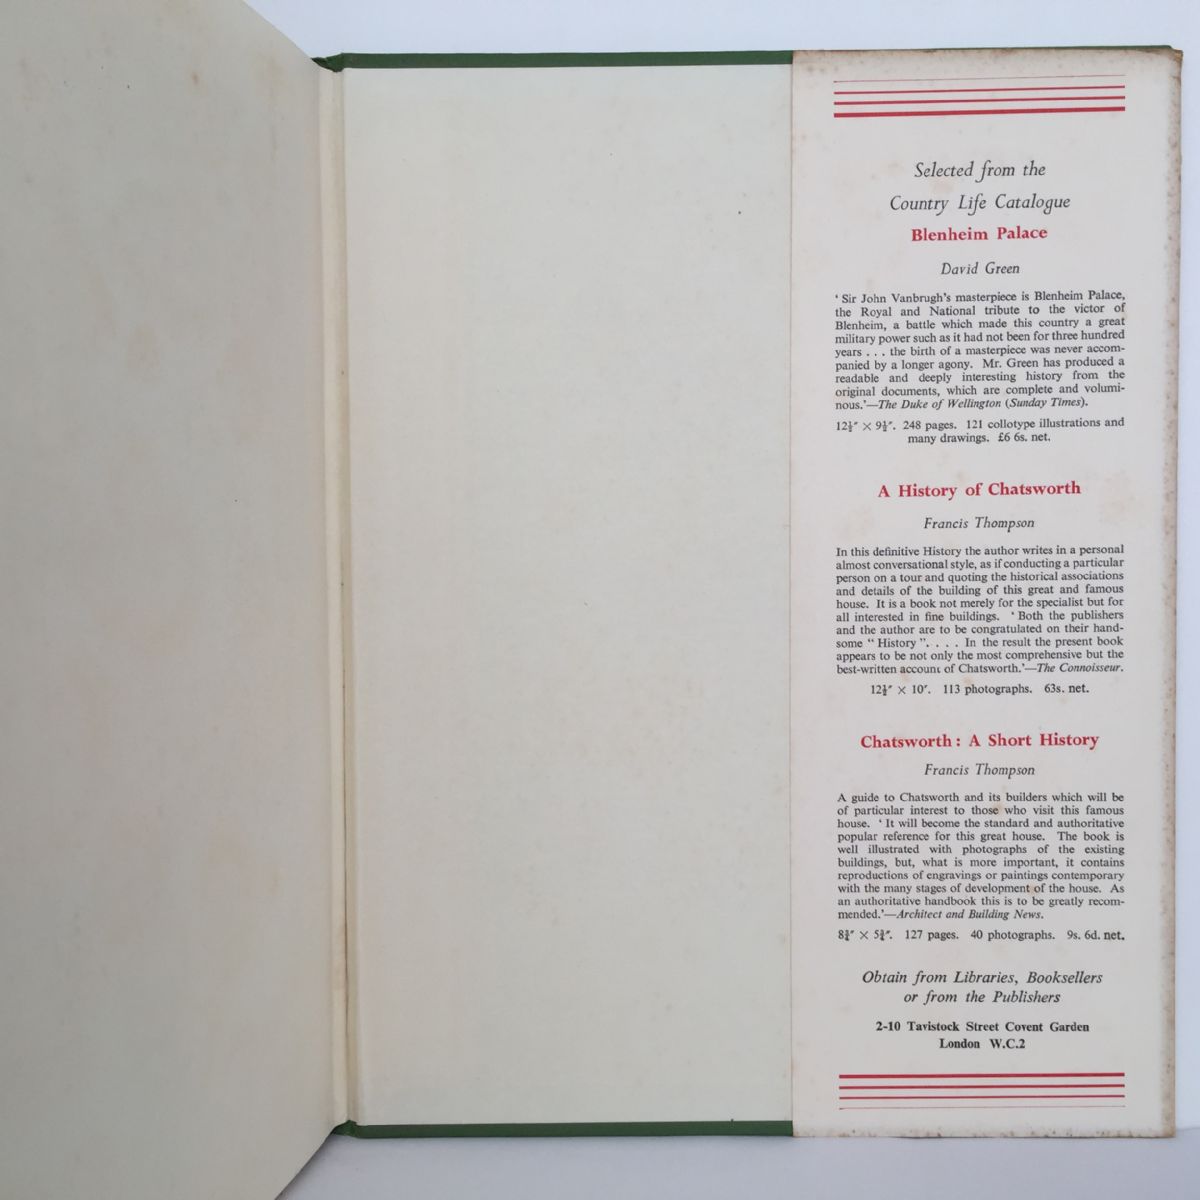 Selected from the
Country Life Catalogue
Blenheim Palace
David Green
‘ Sir John Vanbrugh's masterpiece is Blenheim Palace,
the Royal and National tribute to the victor of
Blenheim, a battle which made this country a great
military power such as it had not been for three hundred
years . . . the birth of a masterpiece was never accom-
panied by a longer agony. Mr. Green has produced a
readable and deeply interesting history from the
original documents, which are complete and volumi-
nous.’—The Duke of Wellington (Sunday Times).
12½″ × 9½″. 248 pages. 121 collotype illustrations and
many drawings. £6 6s. net.
A History of Chatsworth
Francis Thompson
In this definitive History the author writes in a personal
almost conversational style, as if conducting a particular
person on a tour and quoting the historical associations
and details of the building of this great and famous
house. It is a book not merely for the specialist but for
all interested in fine buildings. ‘ Both the publishers
and the author are to be congratulated on their hand-
some “ History ”. . . . In the result the present book
appears to be not only the most comprehensive but the
best-written account of Chatsworth.’—The Connoisseur.
12½″ × 10″. 113 photographs. 63s. net.
Chatsworth : A Short History
Francis Thompson
A guide to Chatsworth and its builders which will be
of particular interest to those who visit this famous
house. ‘ It will become the standard and authoritative
popular reference for this great house. The book is
well illustrated with photographs of the existing
buildings, but, what is more important, it contains
reproductions of engravings or paintings contemporary
with the many stages of development of the house. As
an authoritative handbook this is to be greatly recom-
mended.’—Architect and Building News.
8¾″ × 5¾″. 127 pages. 40 photographs. 9s. 6d. net.
Obtain from Libraries, Booksellers
or from the Publishers
2-10 Tavistock Street Covent Garden
London W.C.2